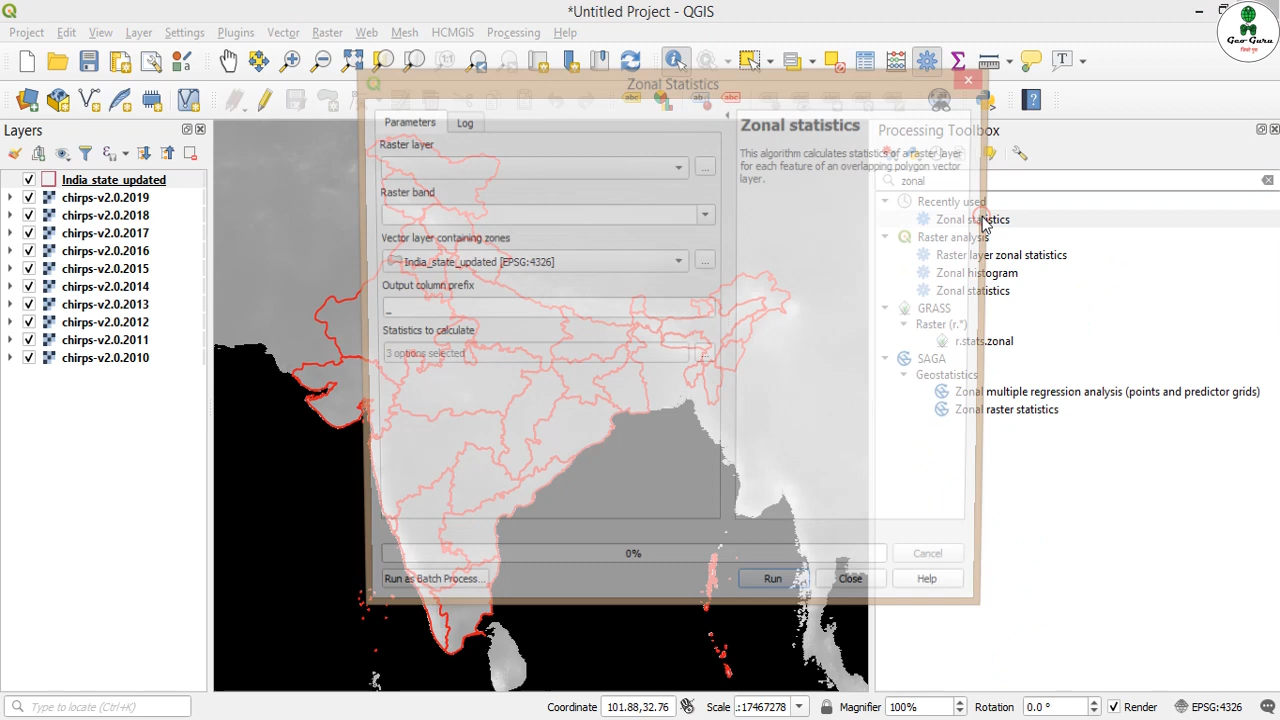 *Untitled Project - QGIS
Geo Guru
Project Edit View Layer Settings Plugins Vector Raster Web Mesh HCMGIS Processing Help
Layers
India_state_updated
chirps-v2.0.2019
chirps-v2.0.2018
chirps-v2.0.2017
chirps-v2.0.2016
chirps-v2.0.2015
chirps-v2.0.2014
chirps-v2.0.2013
chirps-v2.0.2012
chirps-v2.0.2011
chirps-v2.0.2010
Zonal Statistics
Parameters Log
Raster layer
Raster band
Vector layer containing zones
India_state_updated [EPSG:4326]
Output column prefix
_
Statistics to calculate
3 options selected
Zonal statistics
This algorithm calculates statistics of a raster layer
for each feature of an overlapping polygon vector
layer.
0%
Cancel
Run as Batch Process...
Run Close Help
Processing Toolbox
zonal
Recently used
Zonal statistics
Raster analysis
Raster layer zonal statistics
Zonal histogram
Zonal statistics
GRASS
Raster (r.*)
r.stats.zonal
SAGA
Geostatistics
Zonal multiple regression analysis (points and predictor grids)
Zonal raster statistics
Type to locate (Ctrl+K)
Coordinate 101.88,32.76 Scale :17467278 Magnifier 100% Rotation 0.0 ° Render EPSG:4326